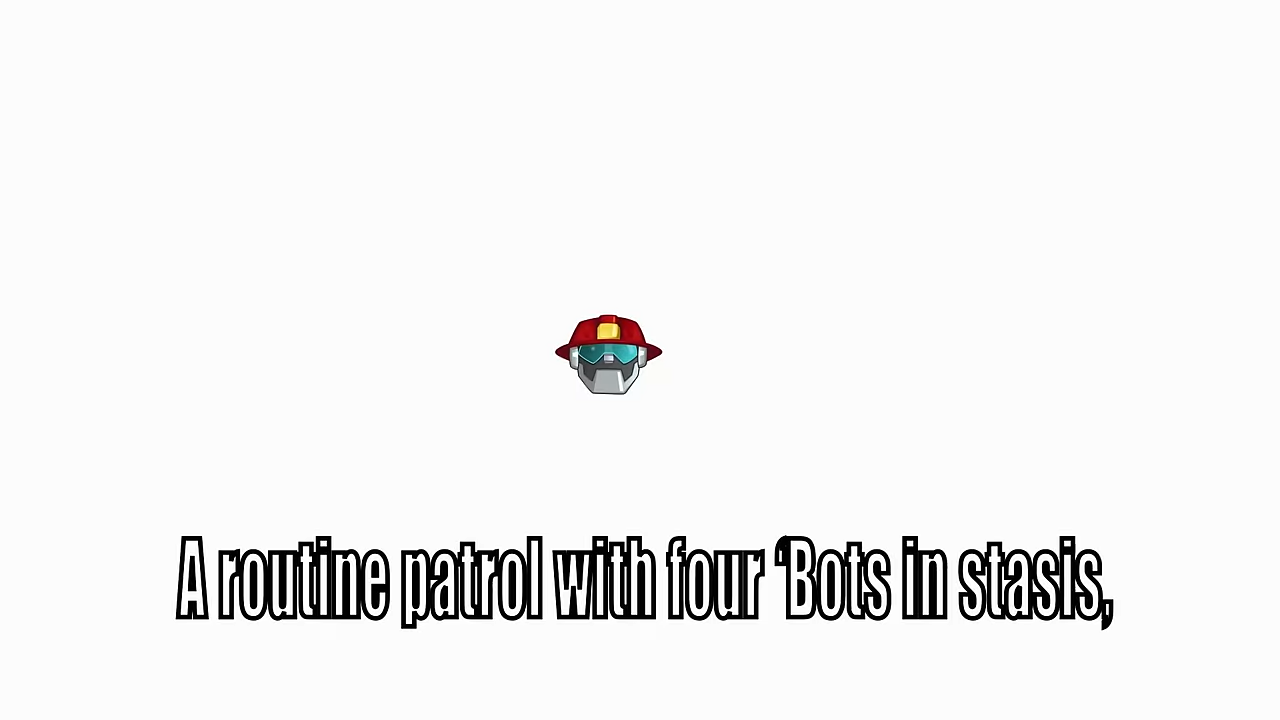 A routine patrol with four ‘Bots in stasis,